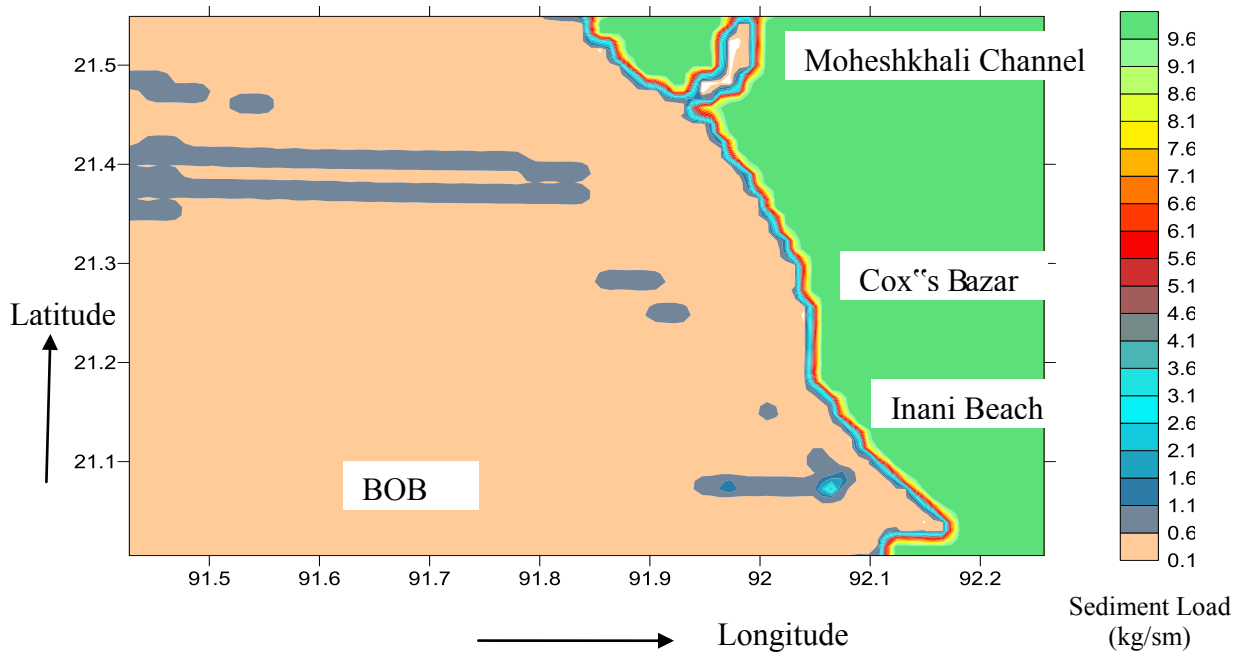 Moheshkhali Channel
Cox‟s Bazar
Inani Beach
BOB
Latitude
21.5
21.4
21.3
21.2
21.1
91.5 91.6 91.7 91.8 91.9 92 92.1 92.2
Longitude
9.6
9.1
8.6
8.1
7.6
7.1
6.6
6.1
5.6
5.1
4.6
4.1
3.6
3.1
2.6
2.1
1.6
1.1
0.6
0.1
Sediment Load
(kg/sm)